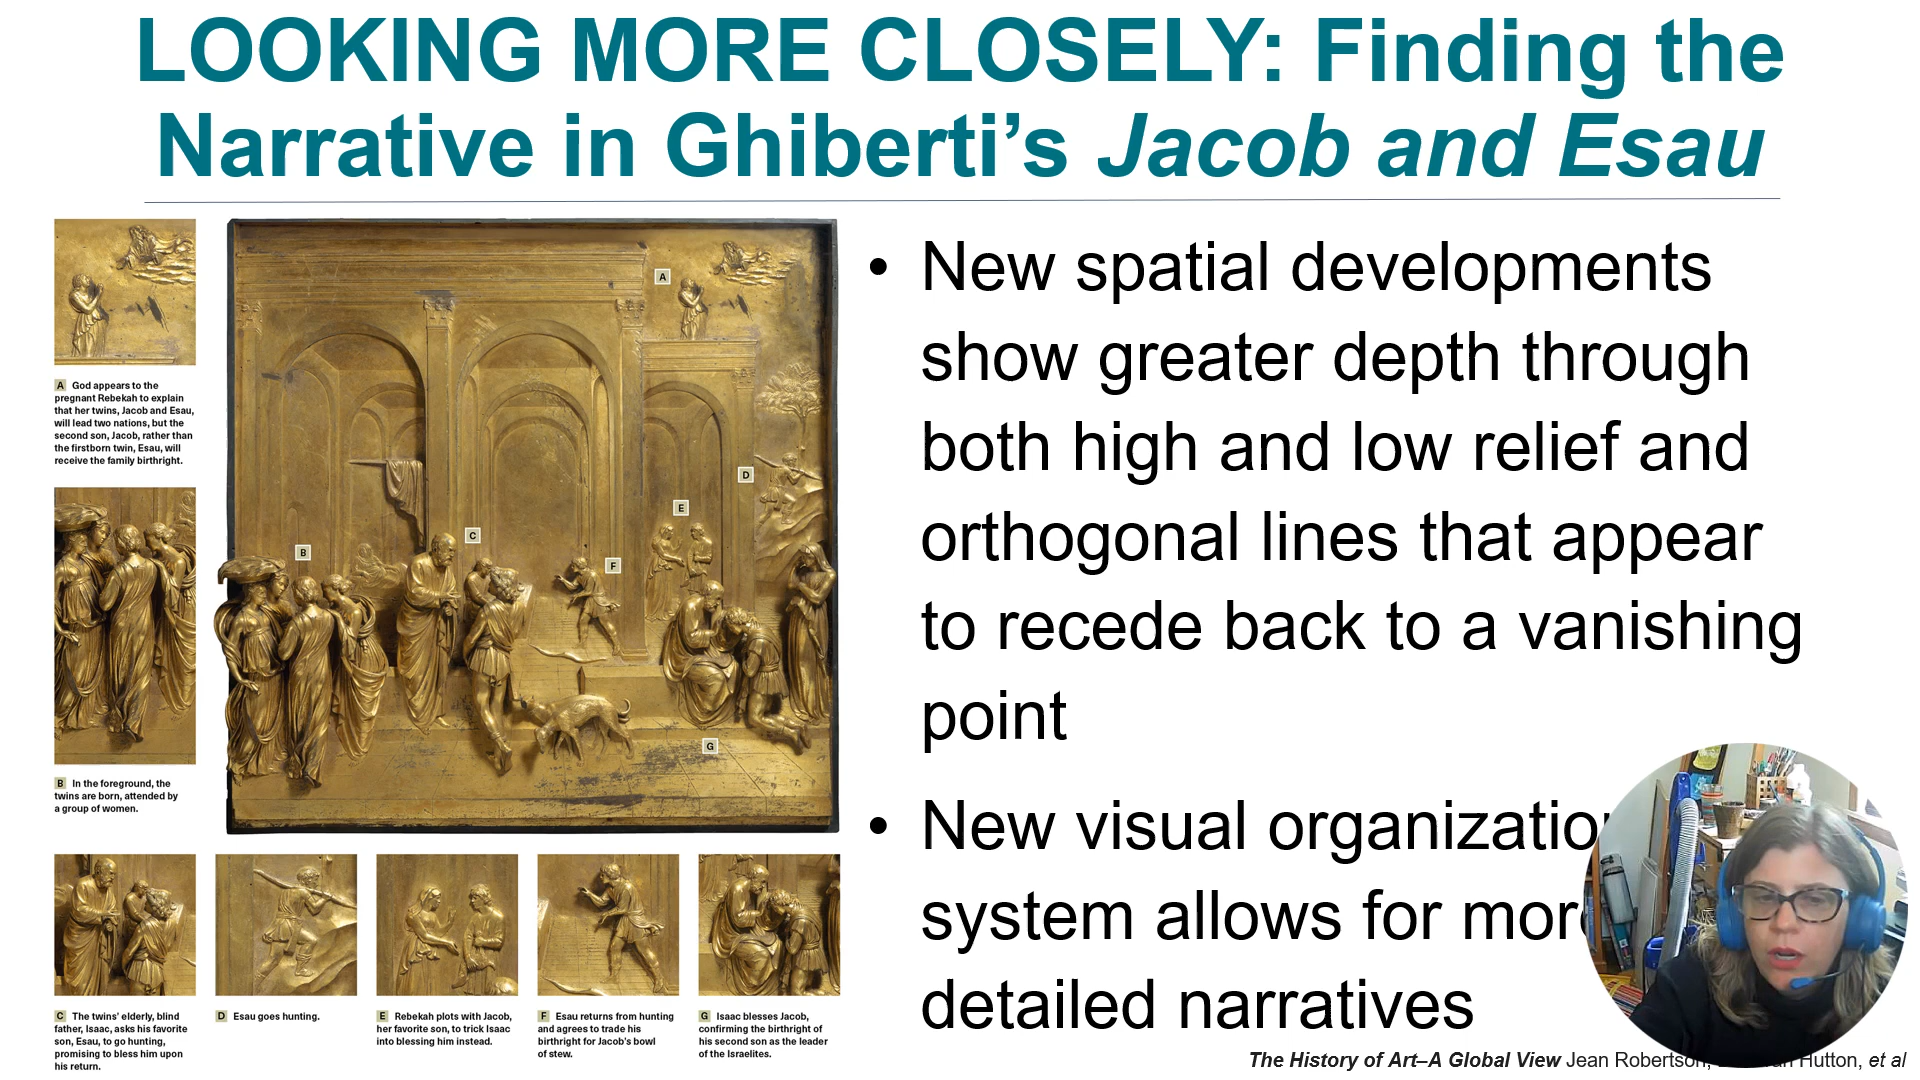 LOOKING MORE CLOSELY: Finding the
Narrative in Ghiberti’s Jacob and Esau
A God appears to the
pregnant Rebekah to explain
that her twins, Jacob and Esau,
will lead two nations, but the
second son, Jacob, rather than
the firstborn twin, Esau, will
receive the family birthright.
B In the foreground, the
twins are born, attended by
a group of women.
A
B
C
D
E
F
G
C The twins’ elderly, blind
father, Isaac, asks his favorite
son, Esau, to go hunting,
promising to bless him upon
his return.
D Esau goes hunting.
E Rebekah plots with Jacob,
her favorite son, to trick Isaac
into blessing him instead.
F Esau returns from hunting
and agrees to trade his
birthright for Jacob’s bowl
of stew.
G Isaac blesses Jacob,
confirming the birthright of
his second son as the leader
of the Israelites.
• New spatial developments
show greater depth through
both high and low relief and
orthogonal lines that appear
to recede back to a vanishing
point
• New visual organization
system allows for more
detailed narratives
The History of Art–A Global View Jean Robertson, Hutton, et al